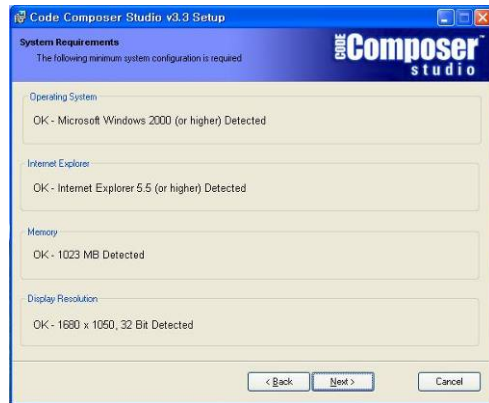 Code Composer Studio v3.3 Setup
System Requirements
The following minimum system configuration is required
CODE Composer studio
Operating System
OK - Microsoft Windows 2000 (or higher) Detected
Internet Explorer
OK - Internet Explorer 5.5 (or higher) Detected
Memory
OK - 1023 MB Detected
Display Resolution
OK - 1680 x 1050, 32 Bit Detected
< Back Next > Cancel